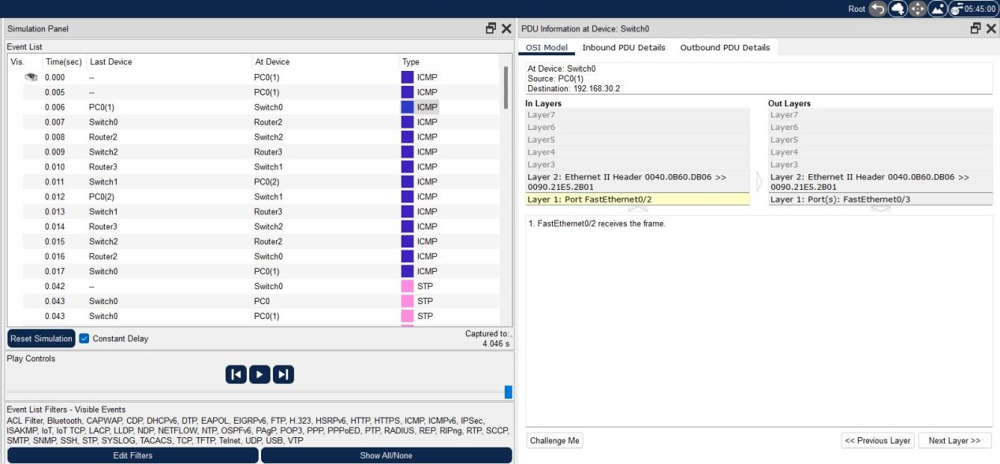 Root 05:45:00
Simulation Panel
Event List
Vis. Time(sec) Last Device At Device Type
0.000 -- PC0(1) ICMP
0.005 -- PC0(1) ICMP
0.006 PC0(1) Switch0 ICMP
0.007 Switch0 Router2 ICMP
0.008 Router2 Switch2 ICMP
0.009 Switch2 Router3 ICMP
0.010 Router3 Switch1 ICMP
0.011 Switch1 PC0(2) ICMP
0.012 PC0(2) Switch1 ICMP
0.013 Switch1 Router3 ICMP
0.014 Router3 Switch2 ICMP
0.015 Switch2 Router2 ICMP
0.016 Router2 Switch0 ICMP
0.017 Switch0 PC0(1) ICMP
0.042 -- Switch0 STP
0.043 Switch0 PC0 STP
0.043 Switch0 PC0(1) STP
Reset Simulation Constant Delay Captured to:
4.046 s
Play Controls
Event List Filters - Visible Events
ACL Filter, Bluetooth, CAPWAP, CDP, DHCPv6, DTP, EAPOL, EIGRPv6, FTP, H.323, HSRPv6, HTTP, HTTPS, ICMP, ICMPv6, IPSec,
ISAKMP, IoT, IoT TCP, LACP, LLDP, NDP, NETFLOW, NTP, OSPFv6, PAgP, POP3, PPP, PPPoED, PTP, RADIUS, REP, RIPng, RTP, SCCP,
SMTP, SNMP, SSH, STP, SYSLOG, TACACS, TCP, TFTP, Telnet, UDP, USB, VTP
Edit Filters Show All/None
PDU Information at Device: Switch0
OSI Model Inbound PDU Details Outbound PDU Details
At Device: Switch0
Source: PC0(1)
Destination: 192.168.30.2
In Layers
Layer7
Layer6
Layer5
Layer4
Layer3
Layer 2: Ethernet II Header 0040.0B60.DB06 >>
0090.21E5.2B01
Layer 1: Port FastEthernet0/2
Out Layers
Layer7
Layer6
Layer5
Layer4
Layer3
Layer 2: Ethernet II Header 0040.0B60.DB06 >>
0090.21E5.2B01
Layer 1: Port(s): FastEthernet0/3
1. FastEthernet0/2 receives the frame.
Challenge Me << Previous Layer Next Layer >>